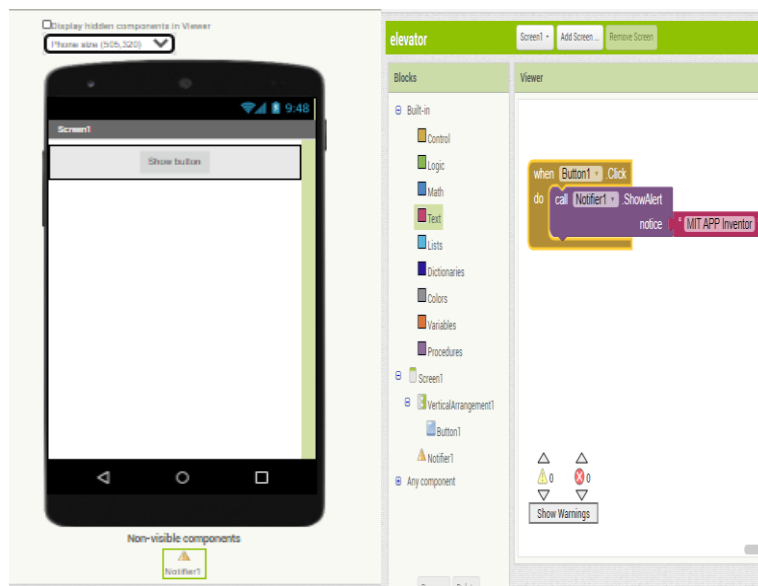 Display hidden components in Viewer
Phone size (505,320)
9:48
Screen1
Show button
Non-visible components
Notifier1
elevator
Screen1
Add Screen ...
Remove Screen
Blocks
Viewer
Built-in
Control
Logic
Math
Text
Lists
Dictionaries
Colors
Variables
Procedures
Screen1
VerticalArrangement1
Button1
Notifier1
Any component
when Button1 .Click
do call Notifier1 .ShowAlert
notice " MIT APP Inventor
0 0
Show Warnings